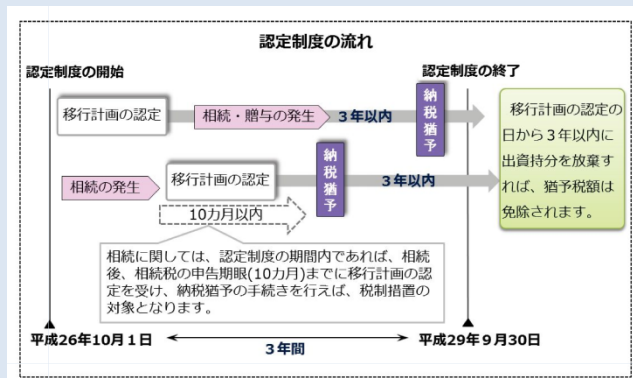 認定制度の流れ
認定制度の開始
認定制度の終了
移行計画の認定
相続・贈与の発生
3年以内
納税猶予
相続の発生
移行計画の認定
納税猶予
3年以内
10カ月以内
移行計画の認定の
日から３年以内に
出資持分を放棄す
れば、猶予税額は
免除されます。
相続に関しては、認定制度の期間内であれば、相続
後、相続税の申告期眼(10カ月)までに移行計画の認
定を受け、納税猶予の手続きを行えば、税制措置の
対象となります。
平成26年10月１日
3年間
平成29年９月30日